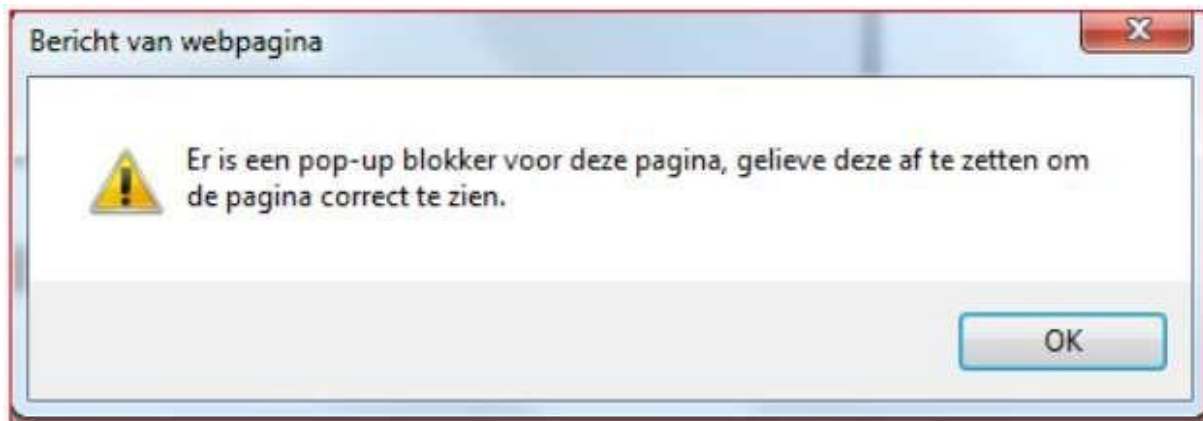 Bericht van webpagina
Er is een pop-up blokker voor deze pagina, gelieve deze af te zetten om
de pagina correct te zien.
OK